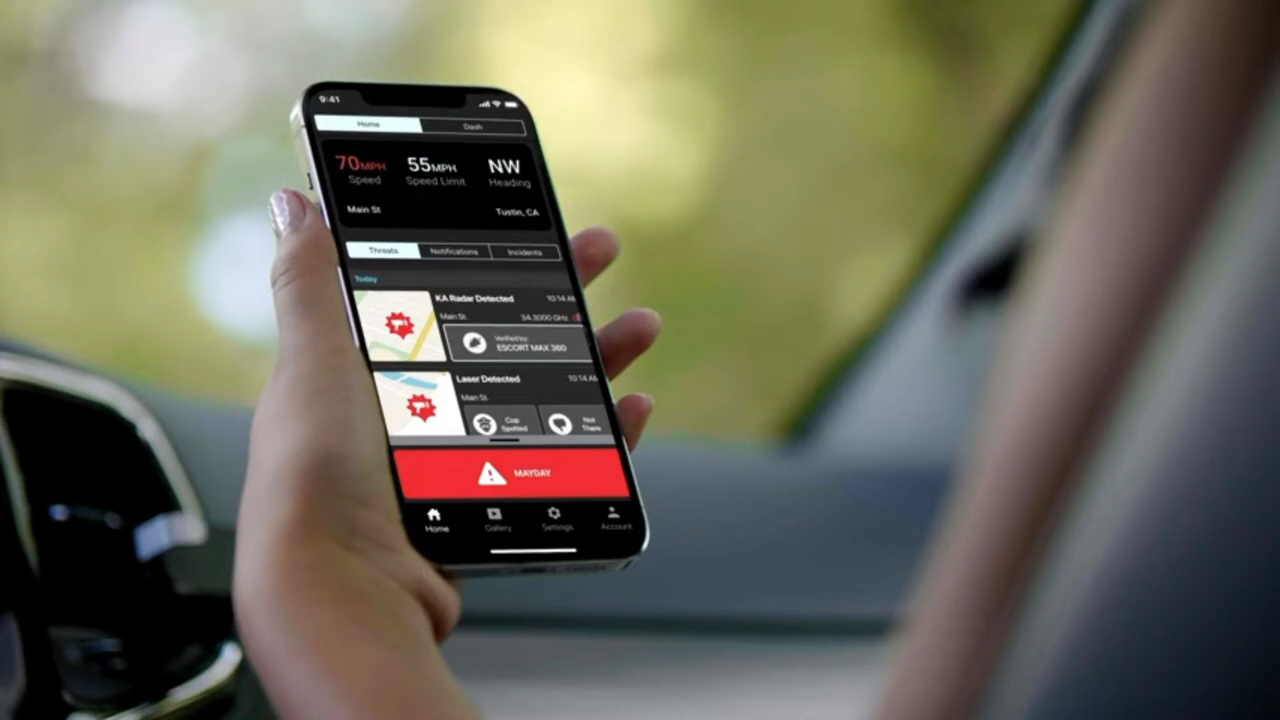 9:41
Home Dash
70MPH 55MPH NW
Speed Speed Limit Heading
Main St Tustin, CA
Threats Notifications Incidents
Today
KA Radar Detected 10:14 AM
Main St. 34.3000 GHz
Verified by:
ESCORT MAX 360
Laser Detected 10:14 AM
Main St.
Cop Not
Spotted There
MAYDAY
Home Gallery Settings Account